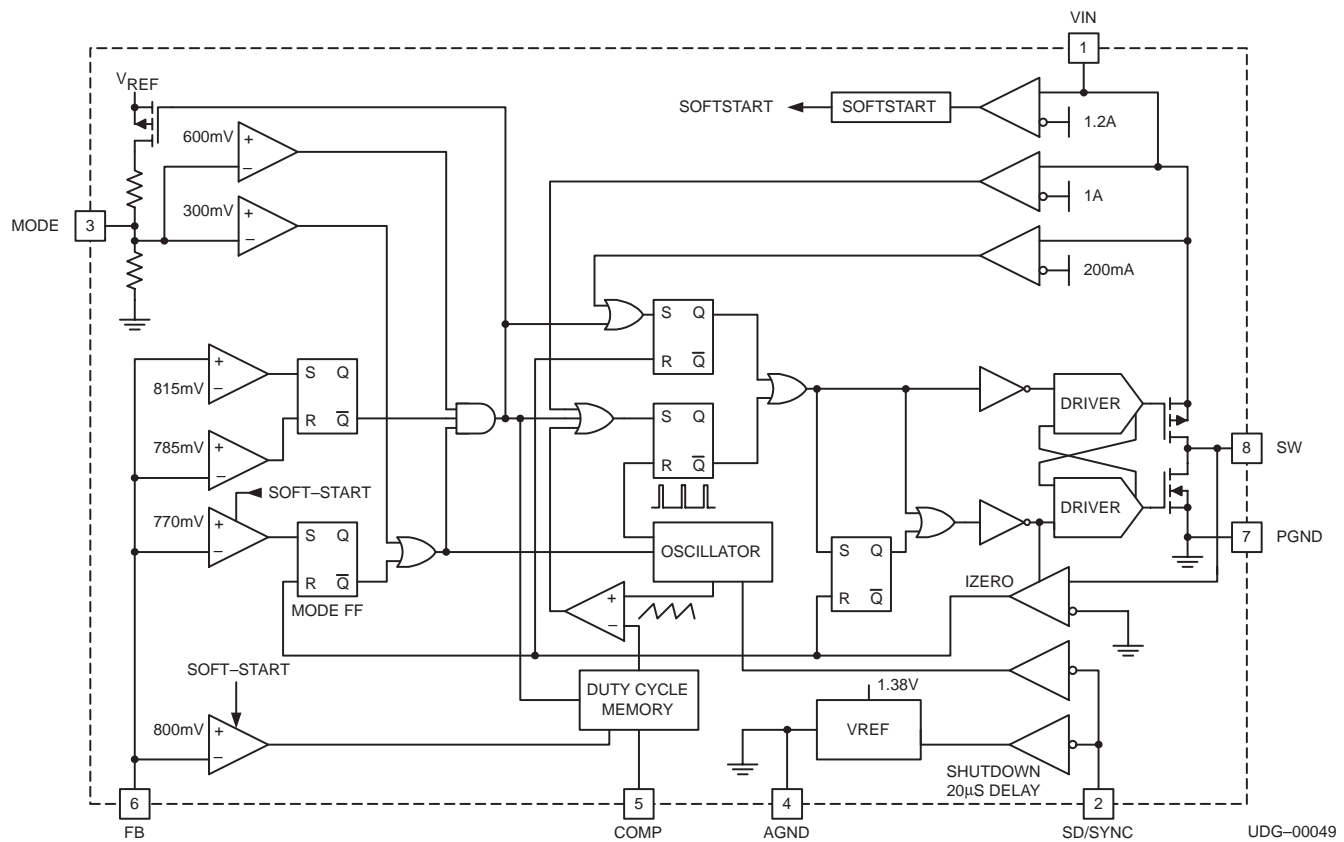 VIN
1
VREF
SOFTSTART
SOFTSTART
1.2A
600mV
+
–
1A
MODE
3
300mV
+
–
200mA
S Q
R Q
+
815mV
–
S Q
R Q
DRIVER
S Q
R Q
8
SW
+
785mV
–
SOFT–START
770mV
+
–
DRIVER
S Q
R Q
MODE FF
OSCILLATOR
S Q
R Q
7
PGND
IZERO
+
–
SOFT–START
DUTY CYCLE
MEMORY
1.38V
VREF
800mV
+
–
SHUTDOWN
20µS DELAY
6
5
4
2
FB
COMP
AGND
SD/SYNC
UDG–00049